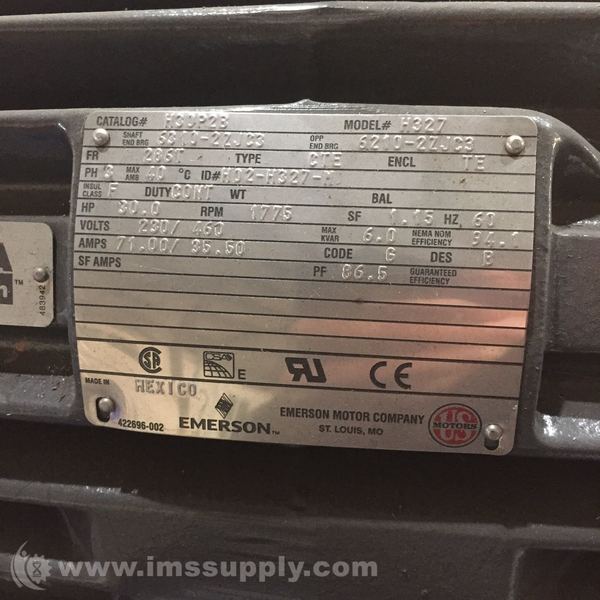 CATALOG# H30P2B MODEL# H327
SHAFT END BRG 6310-2ZJC3 OPP END BRG 6210-2ZJC3
FR 286T TYPE CTE ENCL TE
PH 3 MAX AMB 40 °C ID# H02-H327-M
INSUL CLASS F DUTY CONT WT BAL
HP 30.0 RPM 1775 SF 1.15 HZ 60
VOLTS 230/ 460 MAX KVAR 6.0 NEMA NOM EFFICIENCY 94.1
AMPS 71.00/ 35.50 CODE G DES B
SF AMPS PF 86.5 GUARANTEED EFFICIENCY
483942
CSA E
MADE IN MEXICO
422696-002 EMERSON™ EMERSON MOTOR COMPANY
ST. LOUIS, MO
US MOTORS
www.imssupply.com